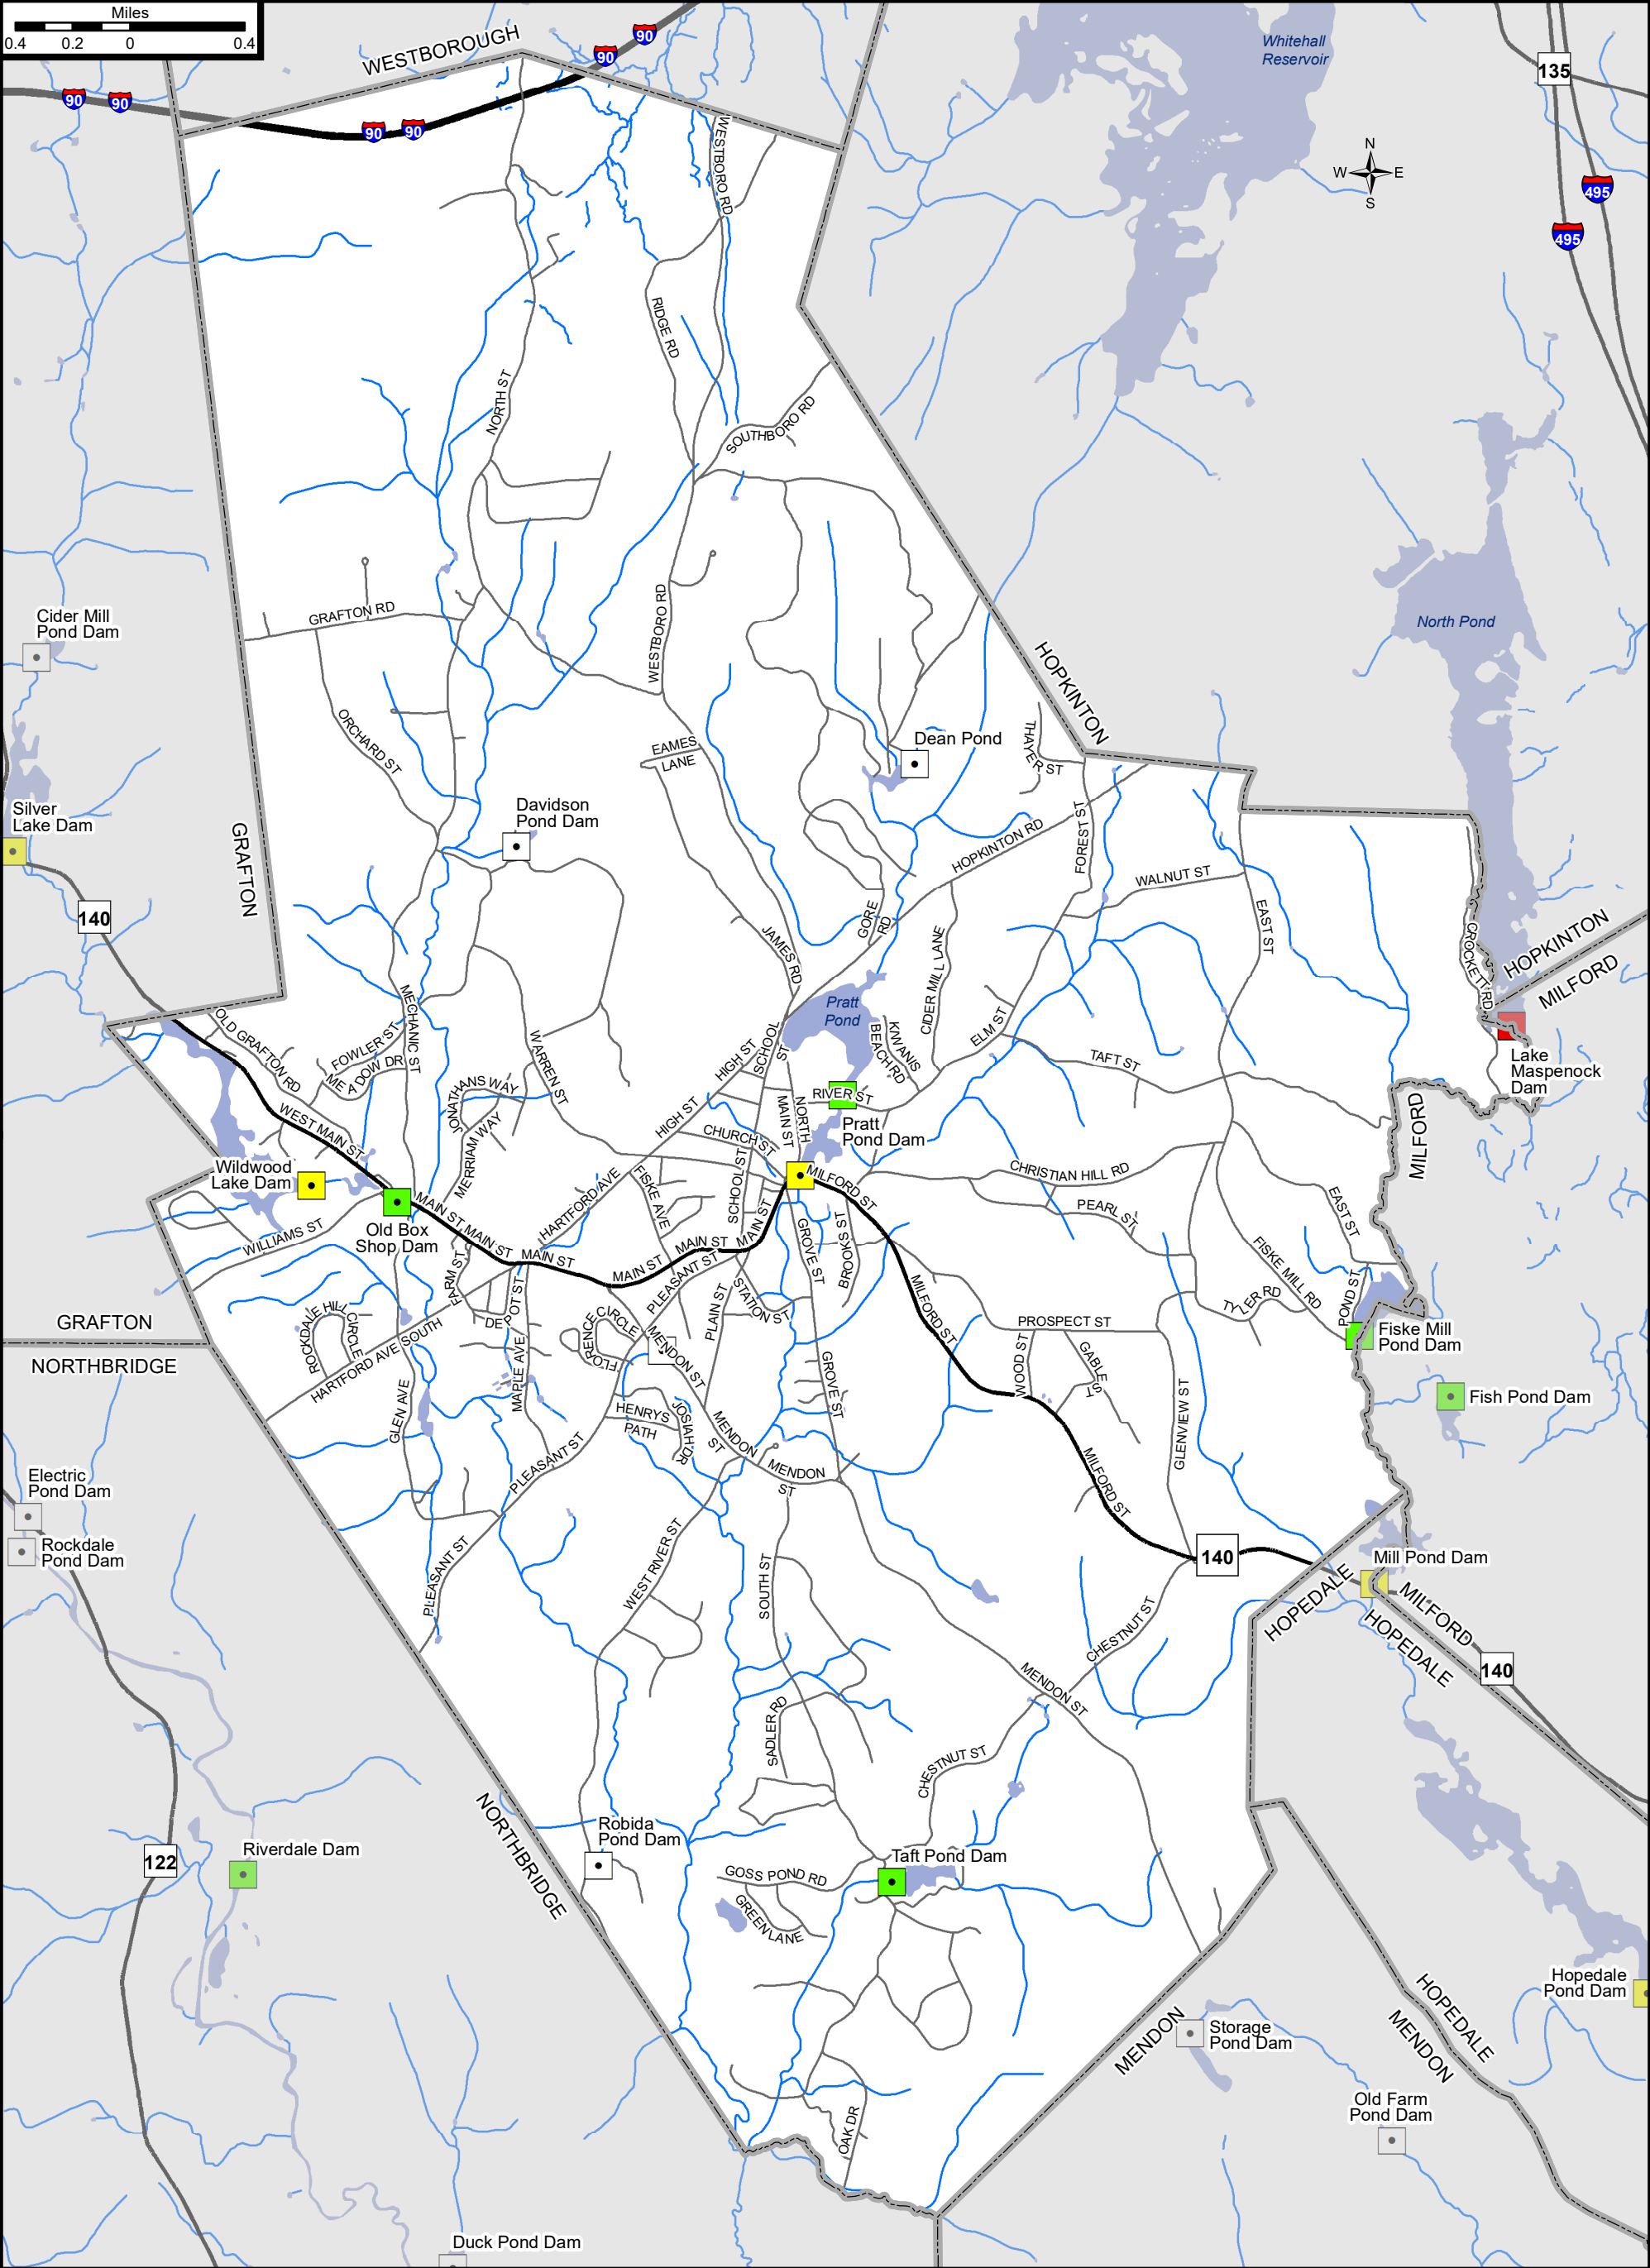 Miles
0.4 0.2 0 0.4
WESTBOROUGH
90
90
90
90
90
90
Whitehall
Reservoir
135
N
W E
S
495
495
WESTBORO RD
RIDGE RD
NORTH ST
SOUTHBORO RD
Cider Mill
Pond Dam
GRAFTON RD
WESTBORO RD
North Pond
HOPKINTON
ORCHARD ST
EAMES
LANE
Dean Pond
THAYER ST
Silver
Lake Dam
Davidson
Pond Dam
GRAFTON
HOPKINTON RD
FOREST ST
WALNUT ST
140
GORE
RD
EAST ST
JAMES RD
CIDER MILL LANE
CROCKETT RD
HOPKINTON
MILFORD
MECHANIC ST
Pratt
Pond
OLD GRAFTON RD
FOWLER ST
MEADOW DR
WARREN ST
HIGH ST
SCHOOL
ST
KIWANIS
BEACH RD
ELM ST
TAFT ST
Lake
Maspenock
Dam
JONATHANS WAY
MERRIAM WAY
HIGH ST
NORTH
MAIN ST
RIVER ST
Pratt
Pond Dam
MILFORD
WEST MAIN ST
CHURCH ST
Wildwood
Lake Dam
MILFORD ST
CHRISTIAN HILL RD
HARTFORD AVE
FISKE AVE
SCHOOL ST
Old Box
Shop Dam
MAIN ST
MAIN ST
MAIN ST
MAIN ST
MAIN ST
MAIN ST
WILLIAMS ST
GROVE ST
BROOKS ST
PEARL ST
EAST ST
FISKE MILL RD
PLEASANT ST
FARM ST
DEPOT ST
STATION ST
PLAIN ST
MILFORD ST
TYLER RD
POND ST
GRAFTON
NORTHBRIDGE
ROCKDALE HILL
CIRCLE
HARTFORD AVE SOUTH
FLORENCE CIRCLE
MENDON ST
PROSPECT ST
Fiske Mill
Pond Dam
MAPLE AVE
GROVE ST
WOOD ST
GABLE ST
GLENVIEW ST
Fish Pond Dam
GLEN AVE
HENRYS
PATH
JOSIAH DR
MENDON
ST
MENDON
ST
PLEASANT ST
MILFORD ST
Electric
Pond Dam
Rockdale
Pond Dam
PLEASANT ST
WEST RIVER ST
SOUTH ST
140
Mill Pond Dam
HOPEDALE
MILFORD
HOPEDALE
CHESTNUT ST
140
MENDON ST
SADLER RD
CHESTNUT ST
NORTHBRIDGE
Robida
Pond Dam
122
Riverdale Dam
Taft Pond Dam
GOSS POND RD
GREEN LANE
Hopedale
Pond Dam
HOPEDALE
MENDON
MENDON
Storage
Pond Dam
Old Farm
Pond Dam
OAK DR
Duck Pond Dam